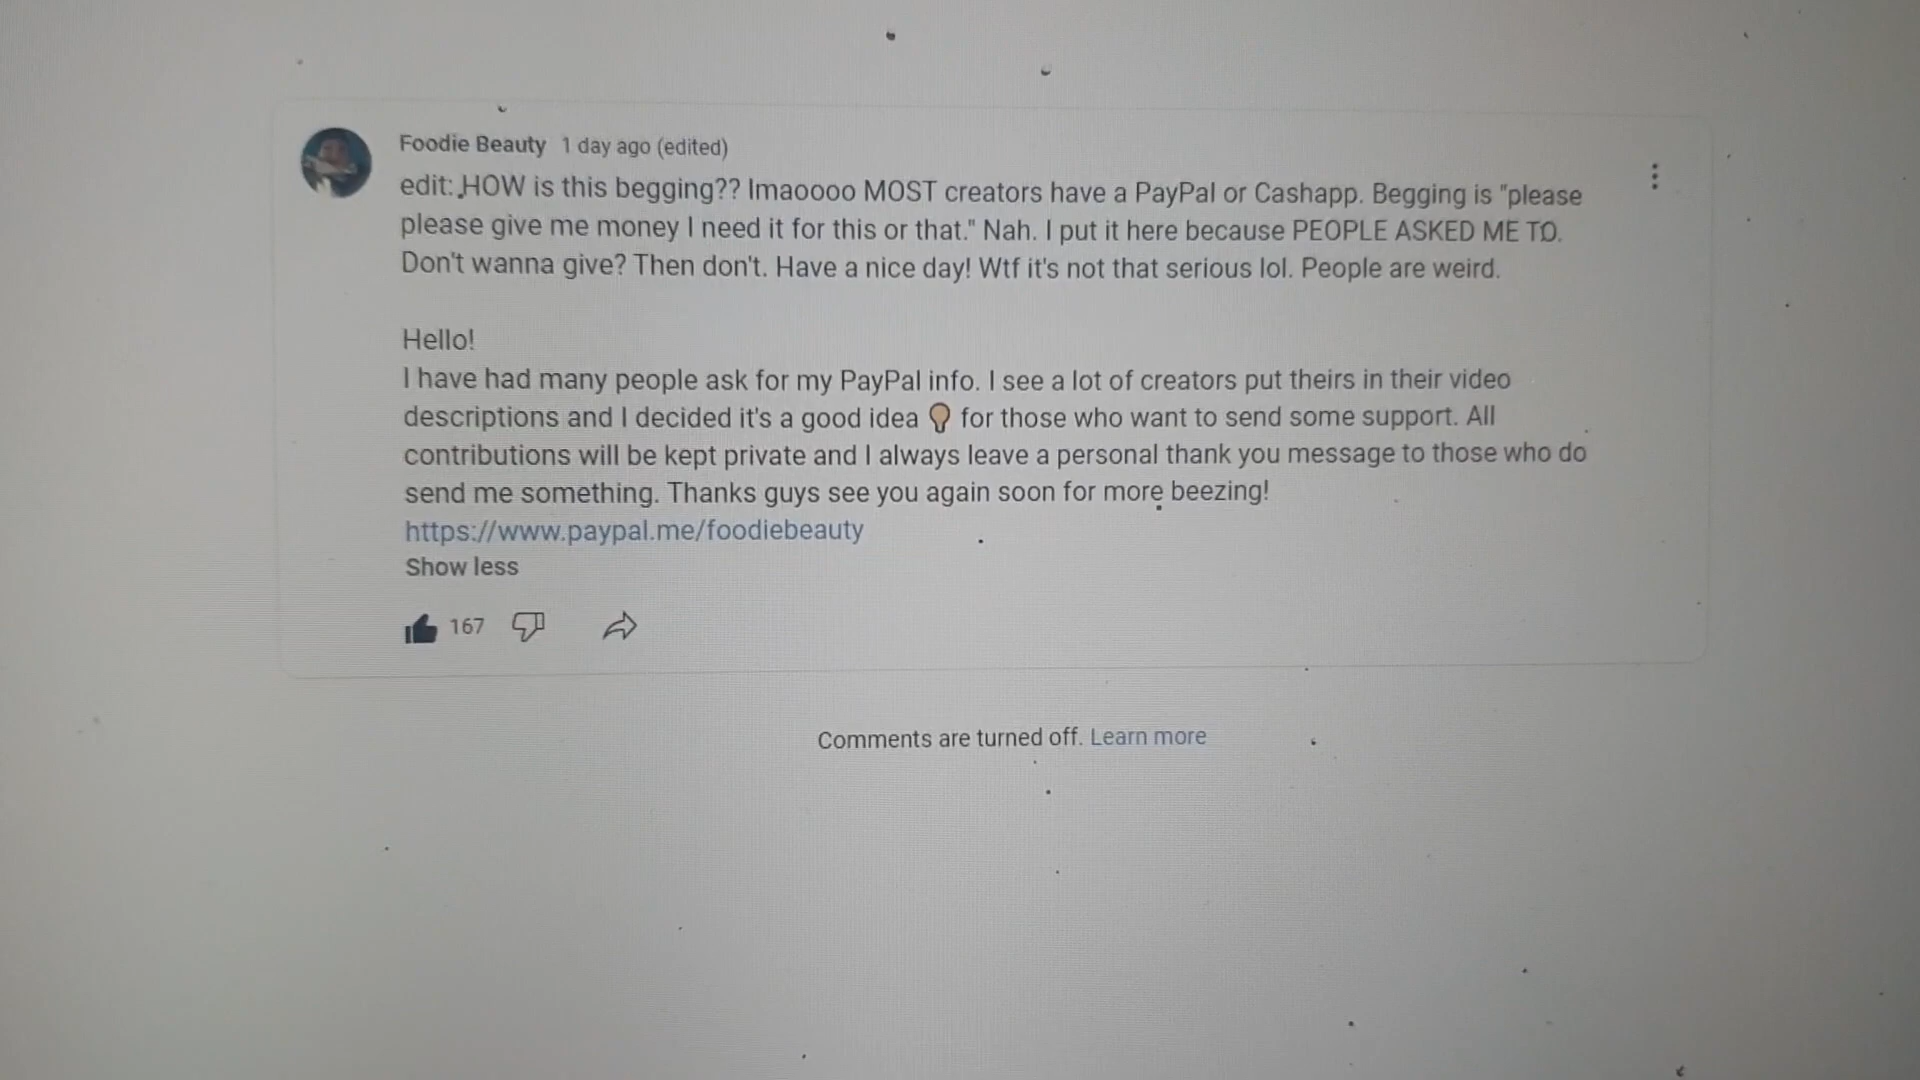 Foodie Beauty 1 day ago (edited)
edit: HOW is this begging?? lmaoooo MOST creators have a PayPal or Cashapp. Begging is "please
please give me money I need it for this or that." Nah. I put it here because PEOPLE ASKED ME TO.
Don't wanna give? Then don't. Have a nice day! Wtf it's not that serious lol. People are weird.
Hello!
I have had many people ask for my PayPal info. I see a lot of creators put theirs in their video
descriptions and I decided it's a good idea 💡 for those who want to send some support. All
contributions will be kept private and I always leave a personal thank you message to those who do
send me something. Thanks guys see you again soon for more beezing!
https://www.paypal.me/foodiebeauty
Show less
167
Comments are turned off. Learn more